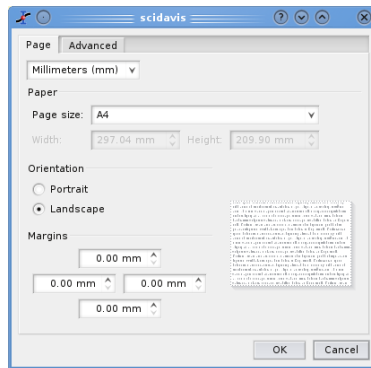 scidavis
Page Advanced
Millimeters (mm)
Paper
Page size: A4
Width: 297.04 mm Height: 209.90 mm
Orientation
Portrait
Landscape
Margins
0.00 mm
0.00 mm 0.00 mm
0.00 mm
OK Cancel